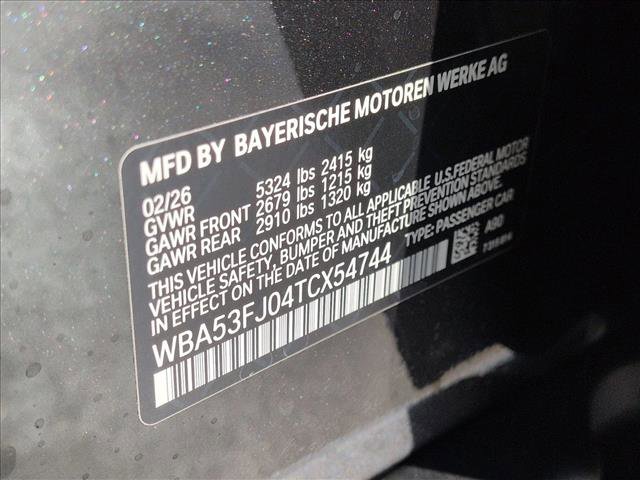 MFD BY BAYERISCHE MOTOREN WERKE AG
02/26
GVWR 5324 lbs 2415 kg
GAWR FRONT 2679 lbs 1215 kg
GAWR REAR 2910 lbs 1320 kg
THIS VEHICLE CONFORMS TO ALL APPLICABLE U.S.FEDERAL MOTOR
VEHICLE SAFETY, BUMPER AND THEFT PREVENTION STANDARDS
IN EFFECT ON THE DATE OF MANUFACTURE SHOWN ABOVE.
WBA53FJ04TCX54744
TYPE: PASSENGER CAR
A90